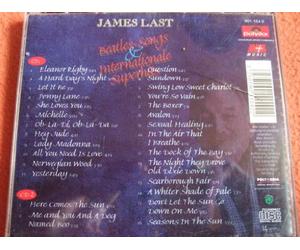 JAMES LAST
Beatles Songs
&
Internationale
Superhits
polydor
MUSIC
CD 1
Eleanor Rigby
A Hard Day's Night
Let It Be
Penny Lane
She Loves You
Michelle
Ob-La-Di, Ob-La-Da
Hey Jude
Lady Madonna
All You Need Is Love
Norwegian Wood
Yesterday
CD 2
Here Comes The Sun
Me and You And A Dog
Named Boo
Question
Sundown
Swing Low Sweet Chariot
You're So Vain
The Boxer
Avalon
Sexual Healing
In The Air That
I Breathe
The Dock Of The Bay
The Night They Drove
Old Dixie Down
Scarborough Fair
A Whiter Shade Of Pale
Don't Let The Sun Go
Down On Me
Seasons In The Sun